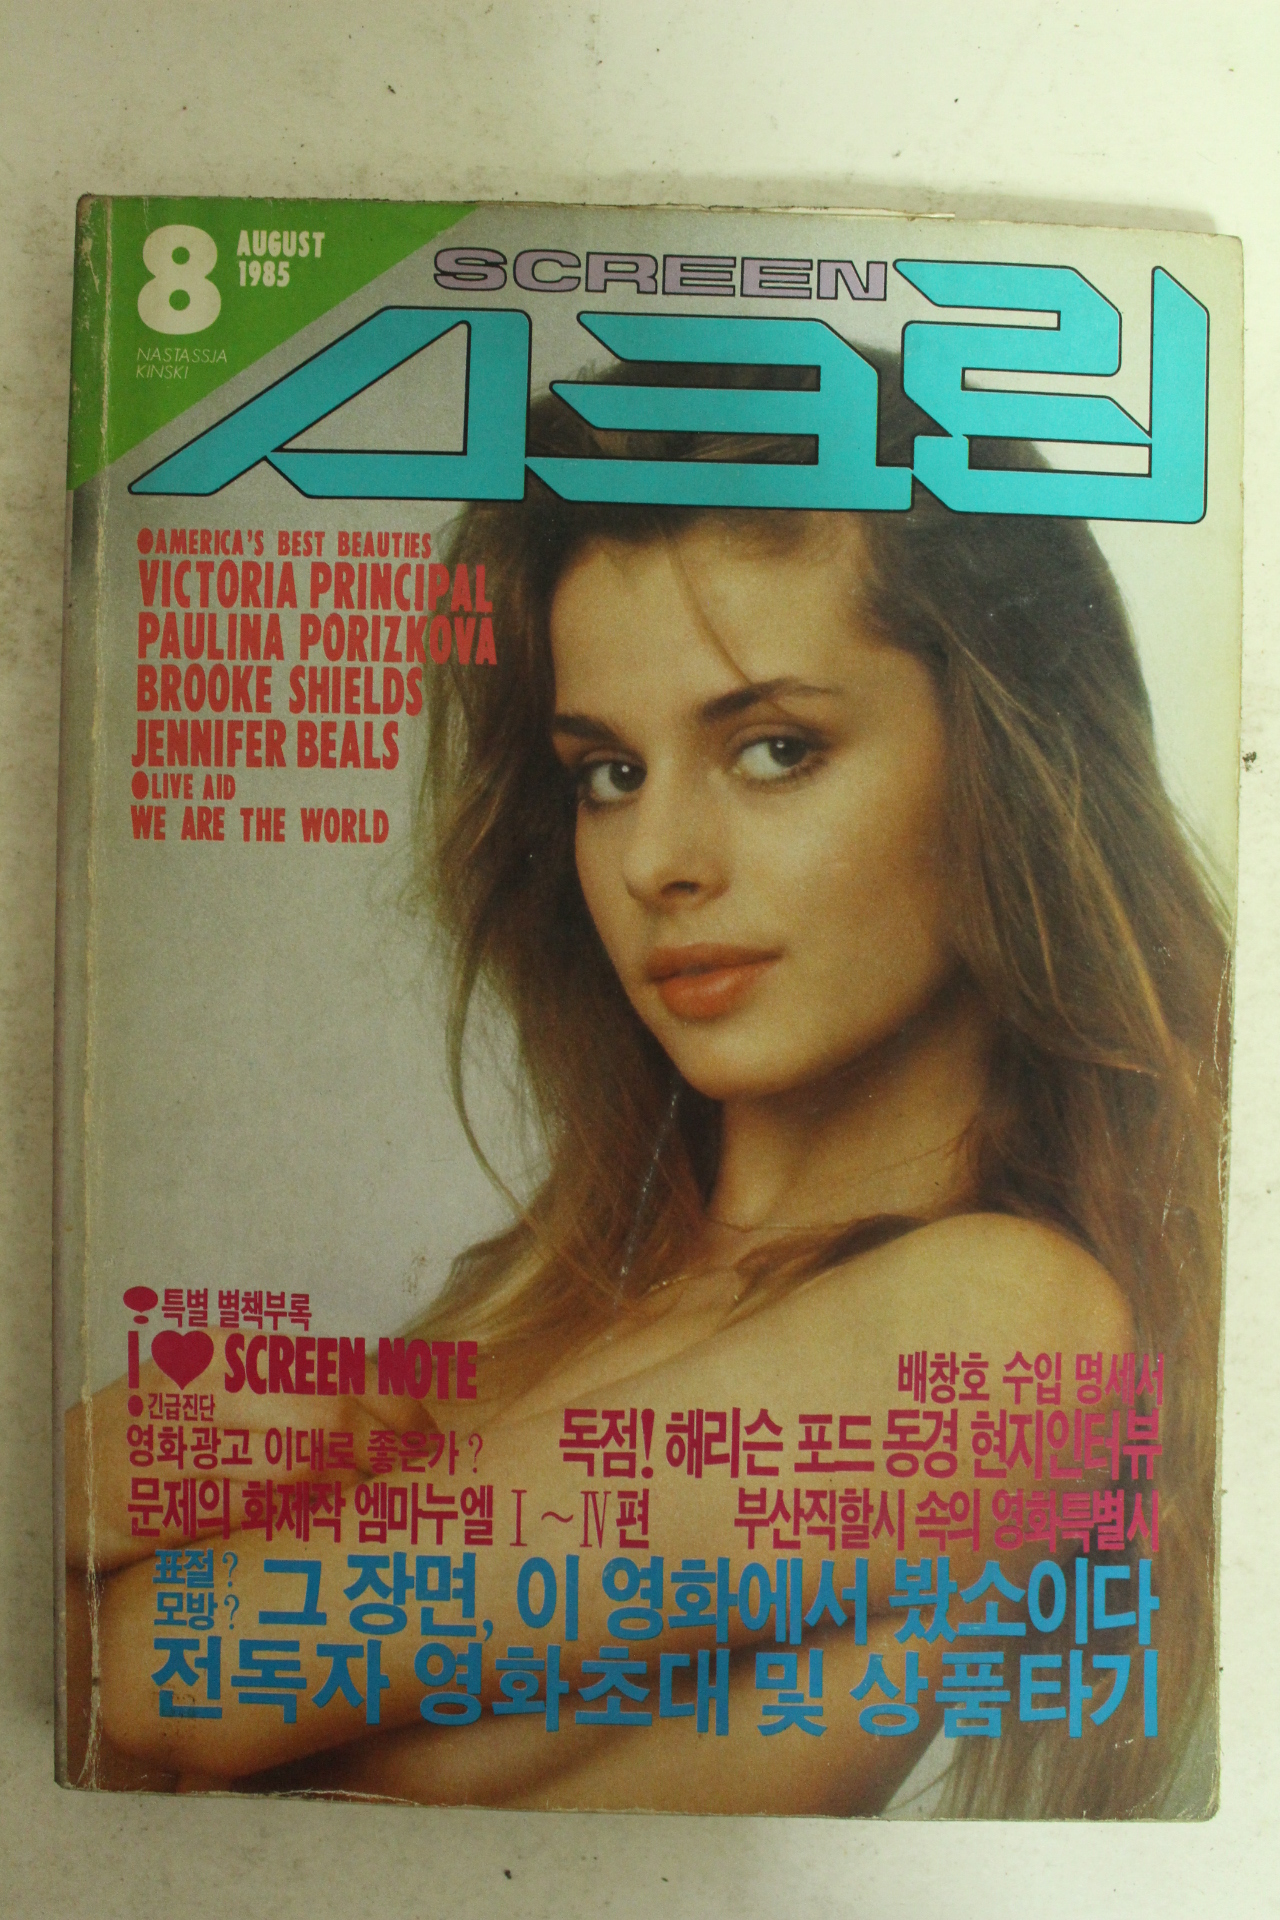 8 AUGUST
1985
NASTASSJA
KINSKI
SCREEN
스크린
●AMERICA'S BEST BEAUTIES
VICTORIA PRINCIPAL
PAULINA PORIZKOVA
BROOKE SHIELDS
JENNIFER BEALS
●LIVE AID
WE ARE THE WORLD
특별 별책부록
I ♥ SCREEN NOTE
●긴급진단
영화광고 이대로 좋은가?
배창호 수입 명세서
독점! 해리슨 포드 동경 현지인터뷰
문제의 화제작 엠마누엘 Ⅰ~Ⅳ편
부산직할시 속의 영화특별시
표절?
모방?
그 장면, 이 영화에서 봤소이다
전독자 영화초대 및 상품타기